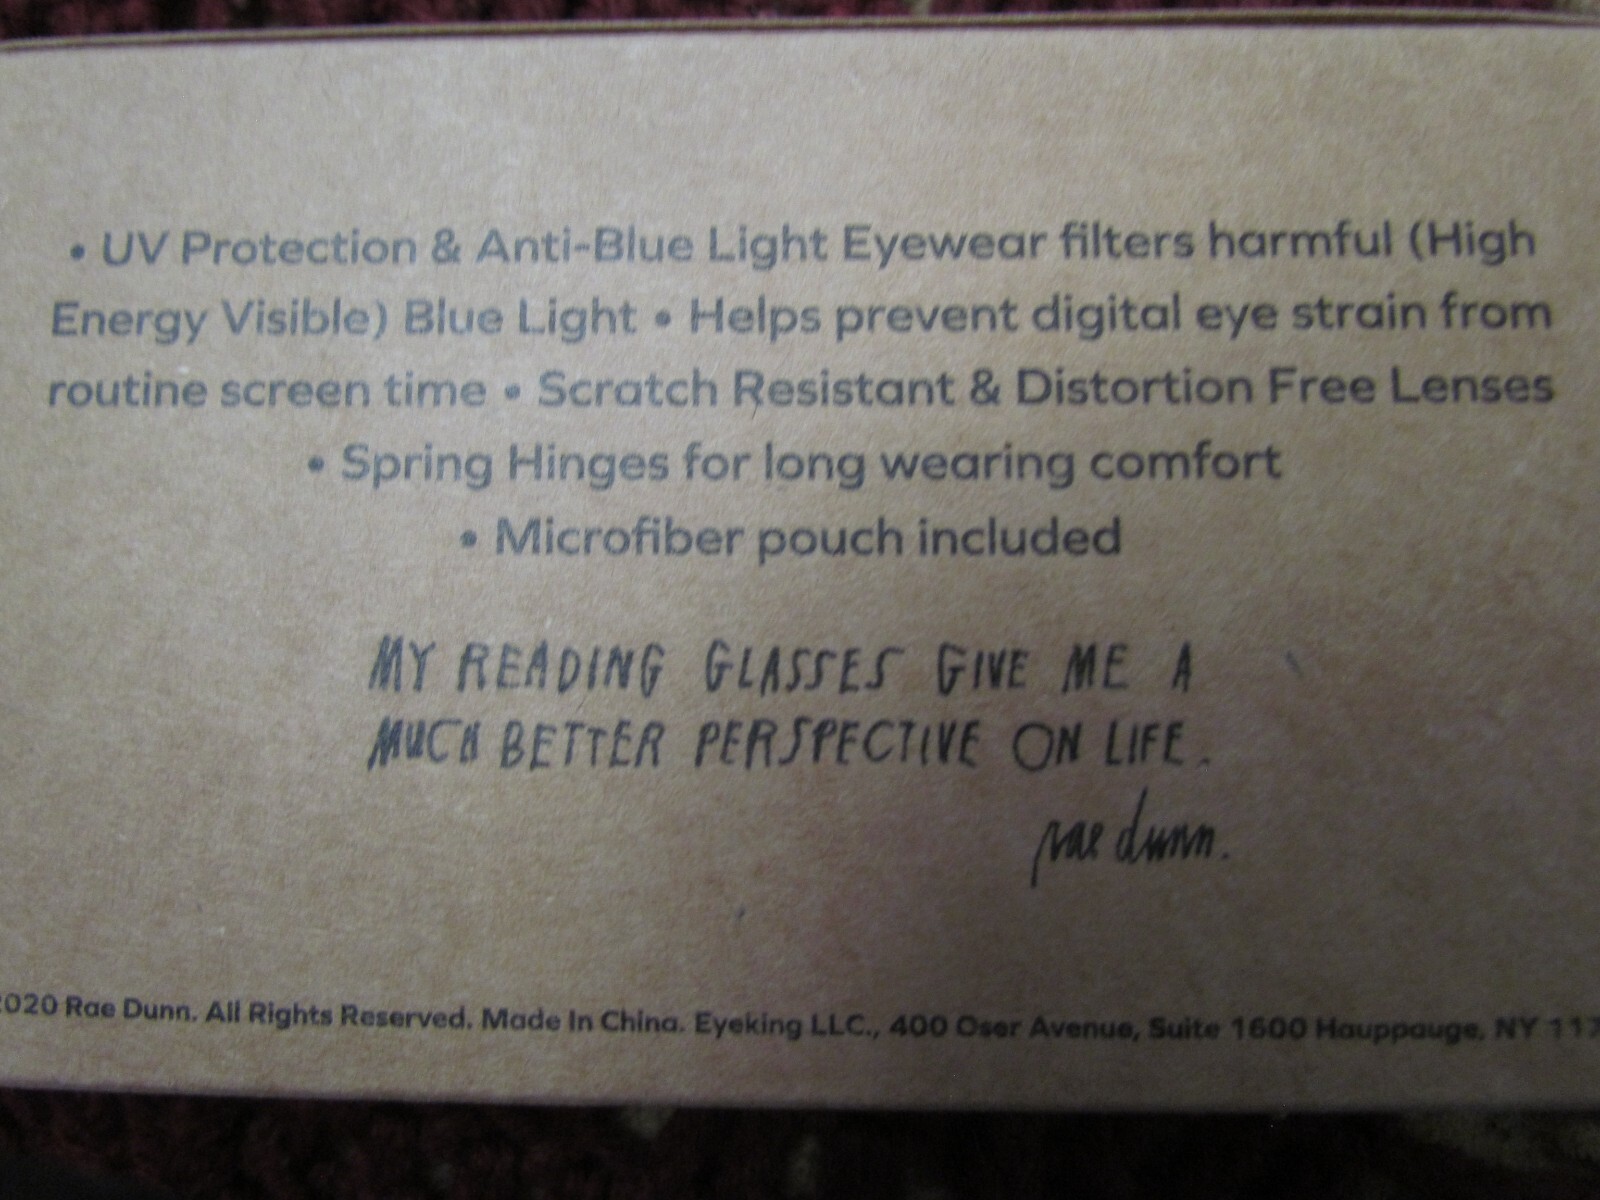 • UV Protection & Anti-Blue Light Eyewear filters harmful (High
Energy Visible) Blue Light • Helps prevent digital eye strain from
routine screen time • Scratch Resistant & Distortion Free Lenses
• Spring Hinges for long wearing comfort
• Microfiber pouch included
MY READING GLASSES GIVE ME A
MUCH BETTER PERSPECTIVE ON LIFE.
rae dunn.
2020 Rae Dunn. All Rights Reserved. Made In China. Eyeking LLC., 400 Oser Avenue, Suite 1600 Hauppauge, NY